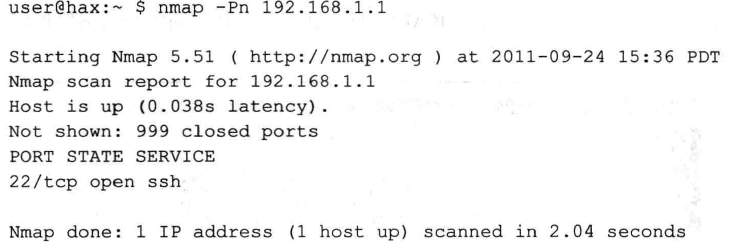 user@hax:~ $ nmap -Pn 192.168.1.1
Starting Nmap 5.51 ( http://nmap.org ) at 2011-09-24 15:36 PDT
Nmap scan report for 192.168.1.1
Host is up (0.038s latency).
Not shown: 999 closed ports
PORT STATE SERVICE
22/tcp open ssh
Nmap done: 1 IP address (1 host up) scanned in 2.04 seconds